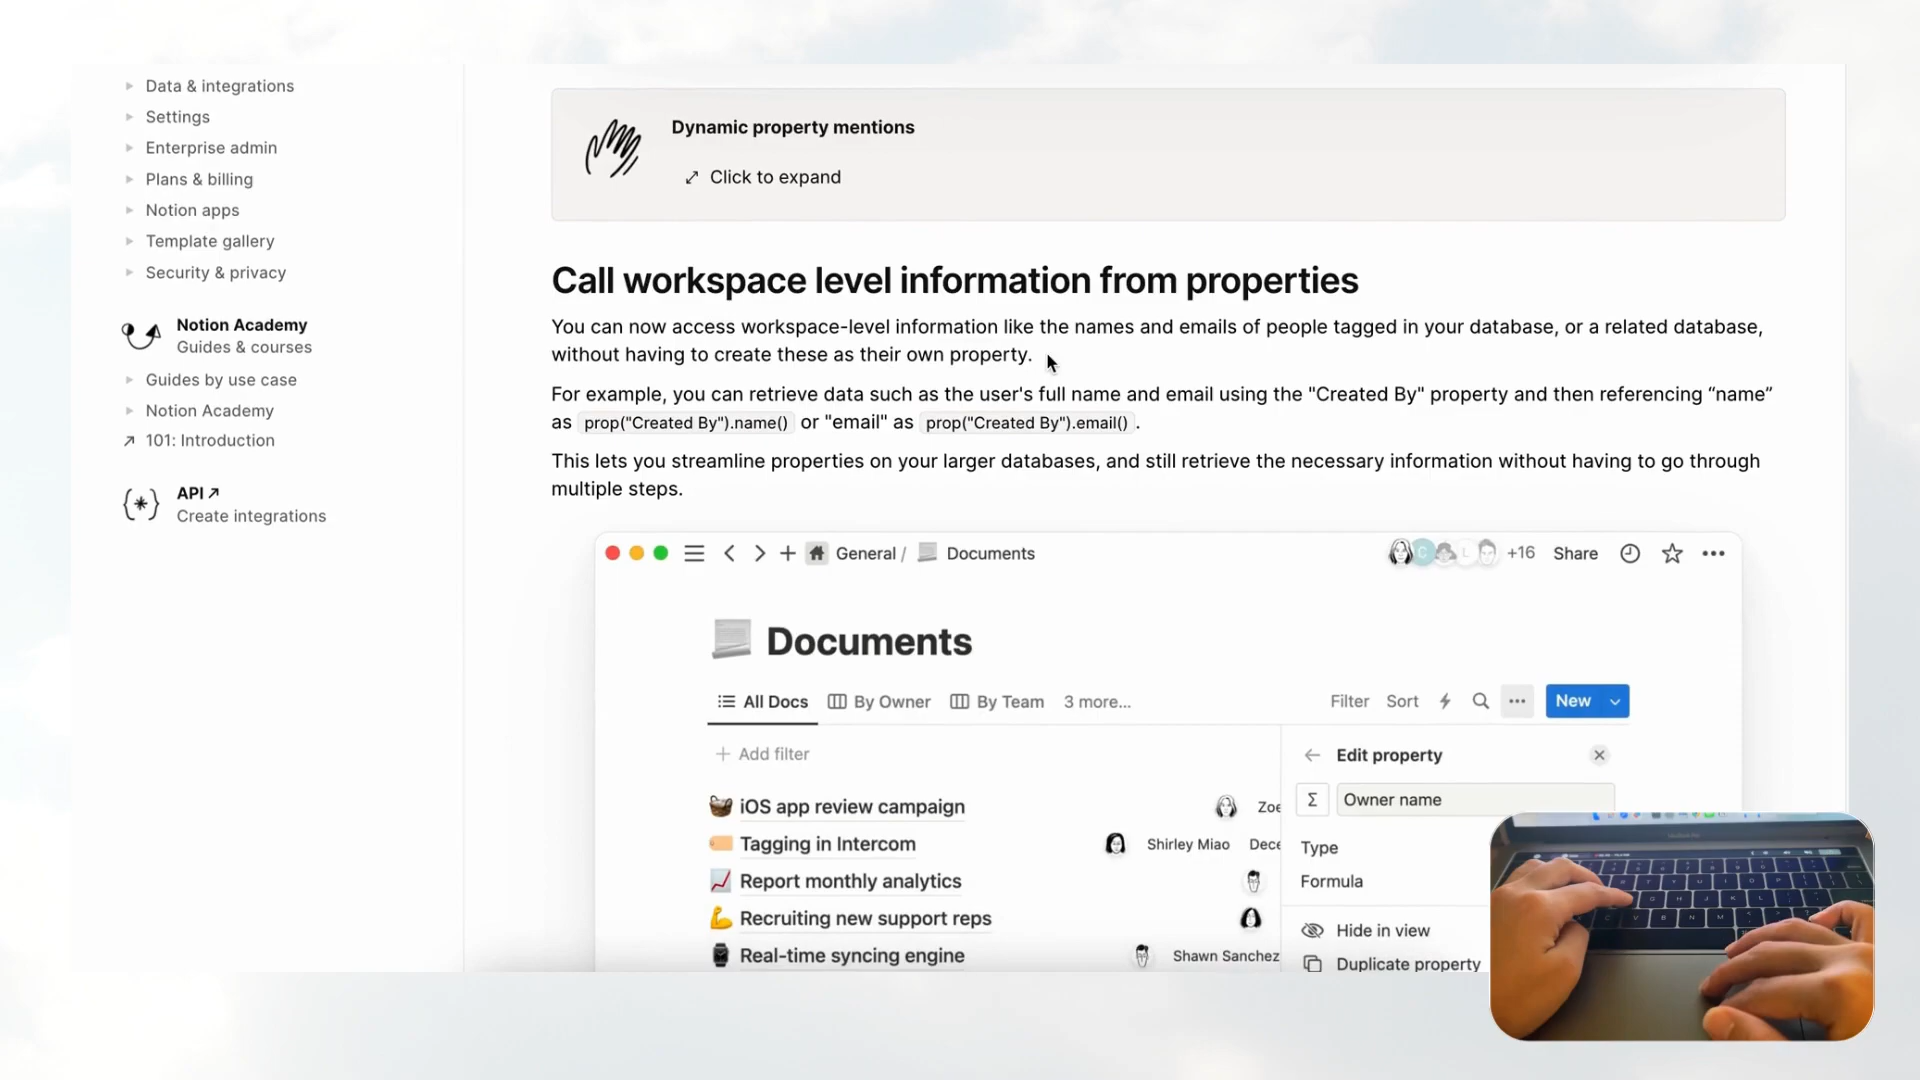 Data & integrations
Settings
Enterprise admin
Plans & billing
Notion apps
Template gallery
Security & privacy
Notion Academy
Guides & courses
Guides by use case
Notion Academy
101: Introduction
API
Create integrations
Dynamic property mentions
Click to expand
Call workspace level information from properties
You can now access workspace-level information like the names and emails of people tagged in your database, or a related database,
without having to create these as their own property.
For example, you can retrieve data such as the user's full name and email using the "Created By" property and then referencing “name”
as prop("Created By").name() or "email" as prop("Created By").email().
This lets you streamline properties on your larger databases, and still retrieve the necessary information without having to go through
multiple steps.
General / Documents C L +16 Share
Documents
All Docs By Owner By Team 3 more... Filter Sort New
Add filter
iOS app review campaign Zoe
Tagging in Intercom Shirley Miao Dece
Report monthly analytics
Recruiting new support reps
Real-time syncing engine Shawn Sanchez
Edit property
Σ Owner name
Type
Formula
Hide in view
Duplicate property